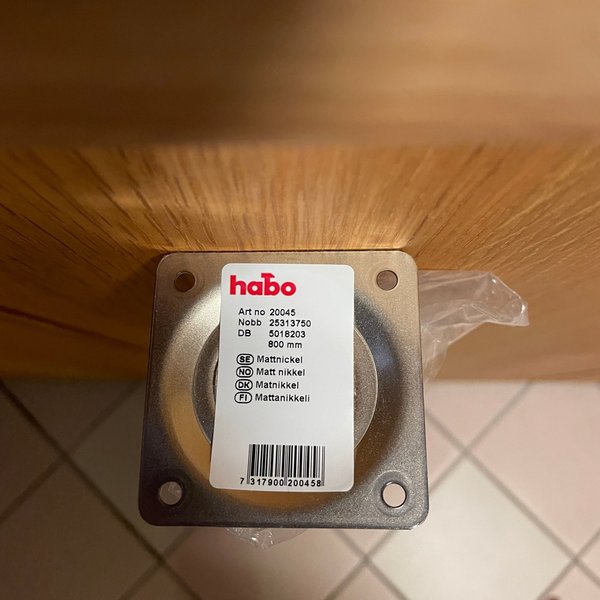 habo
Art no 20045
Nobb 25313750
DB 5018203
800 mm
SE Mattnickel
NO Matt nikkel
DK Matnikkel
FI Mattanikkeli
7 317900 200458